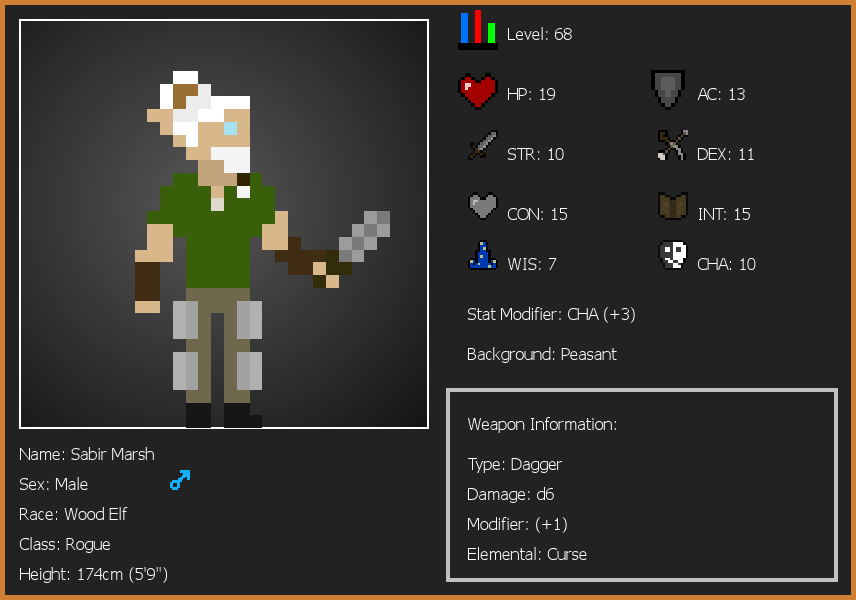 Level: 68
HP: 19
AC: 13
STR: 10
DEX: 11
CON: 15
INT: 15
WIS: 7
CHA: 10
Stat Modifier: CHA (+3)
Background: Peasant
Weapon Information:
Type: Dagger
Damage: d6
Modifier: (+1)
Elemental: Curse
Name: Sabir Marsh
Sex: Male
Race: Wood Elf
Class: Rogue
Height: 174cm (5'9")